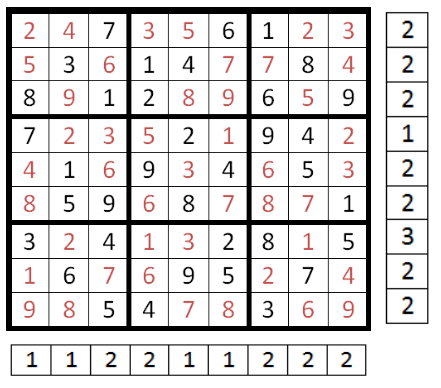 2 4 7 3 5 6 1 2 3 2
5 3 6 1 4 7 7 8 4 2
8 9 1 2 8 9 6 5 9 2
7 2 3 5 2 1 9 4 2 1
4 1 6 9 3 4 6 5 3 2
8 5 9 6 8 7 8 7 1 2
3 2 4 1 3 2 8 1 5 3
1 6 7 6 9 5 2 7 4 2
9 8 5 4 7 8 3 6 9 2
1 1 2 2 1 1 2 2 2